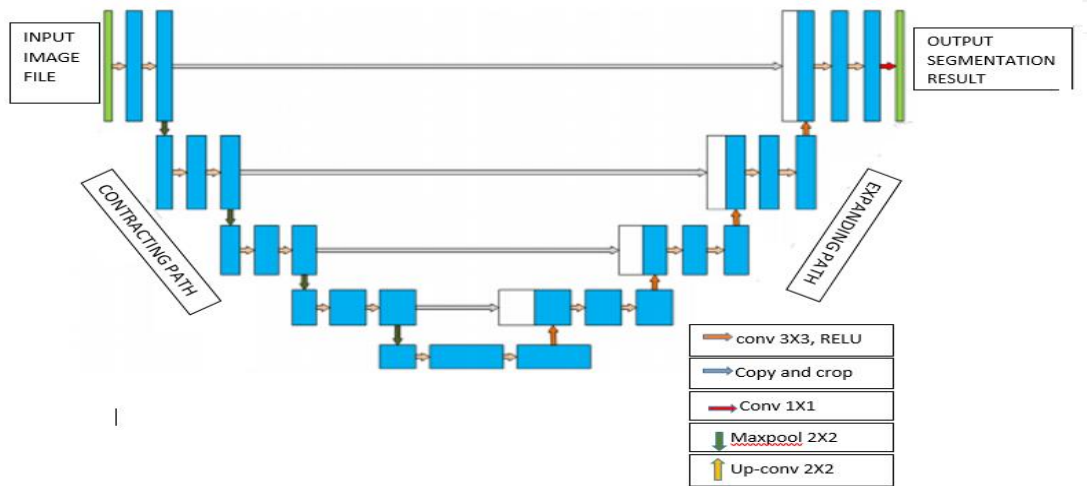 INPUT
IMAGE
FILE
OUTPUT
SEGMENTATION
RESULT
CONTRACTING PATH
EXPANDING PATH
conv 3X3, RELU
Copy and crop
Conv 1X1
Maxpool 2X2
Up-conv 2X2